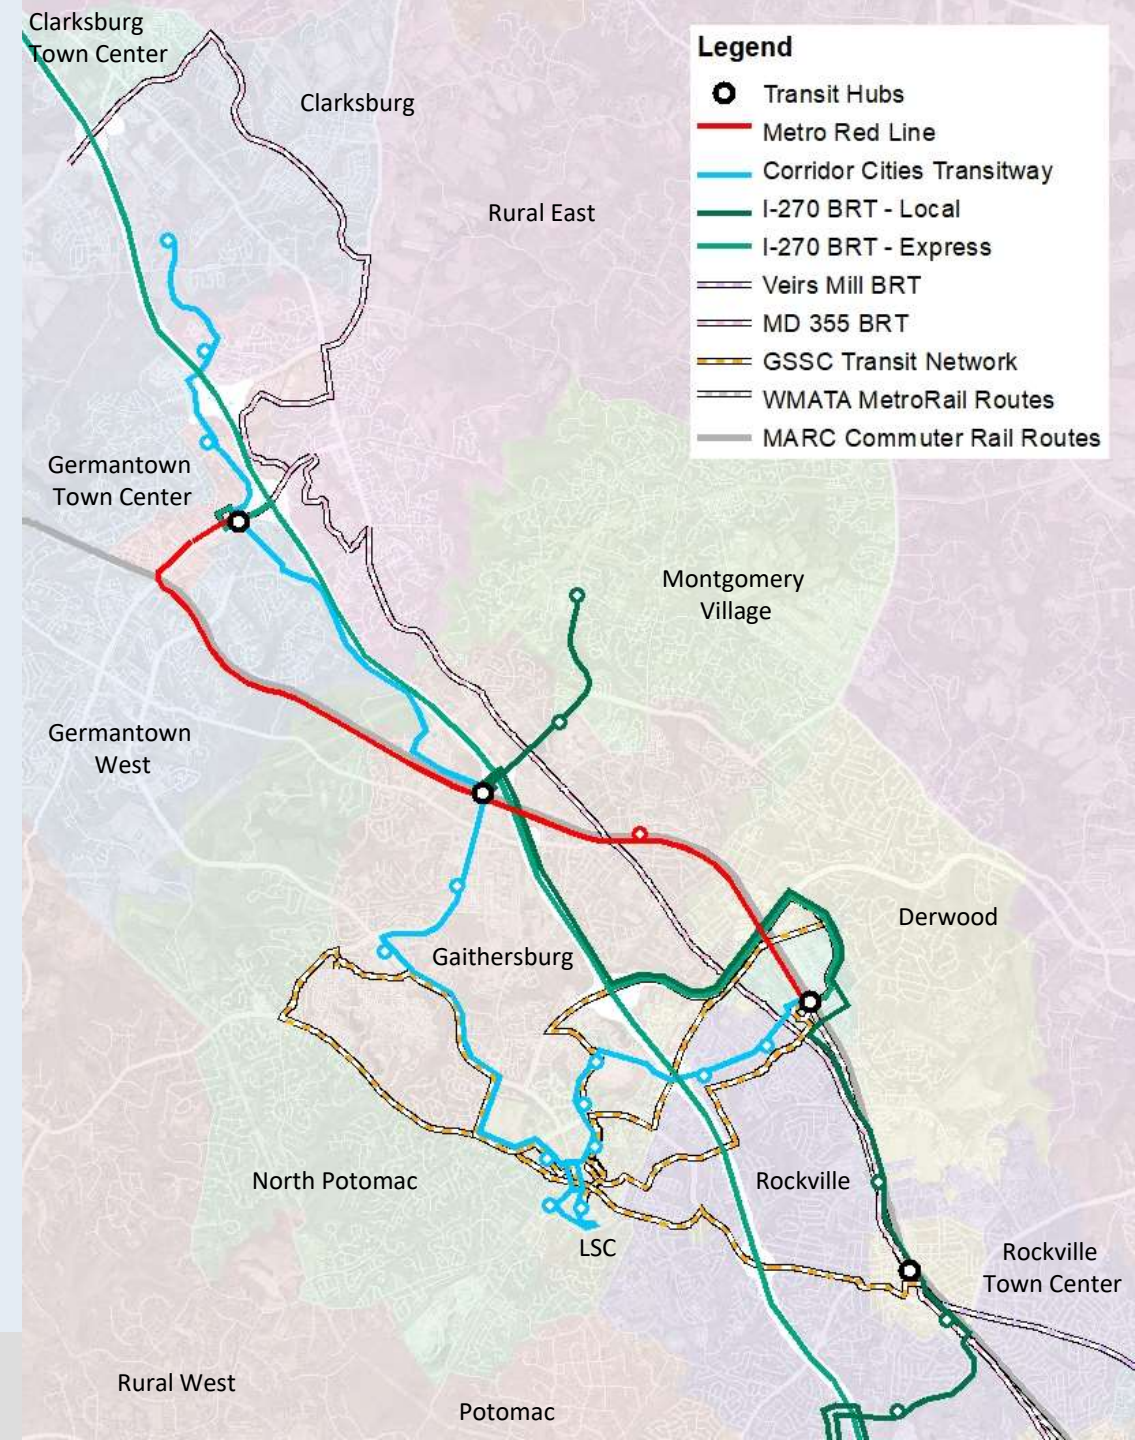 Clarksburg
Town Center
Clarksburg
Rural East
Legend
Transit Hubs
Metro Red Line
Corridor Cities Transitway
I-270 BRT - Local
I-270 BRT - Express
Veirs Mill BRT
MD 355 BRT
GSSC Transit Network
WMATA MetroRail Routes
MARC Commuter Rail Routes
Germantown
Town Center
Montgomery
Village
Germantown
West
Derwood
Gaithersburg
North Potomac
Rockville
LSC
Rockville
Town Center
Rural West
Potomac